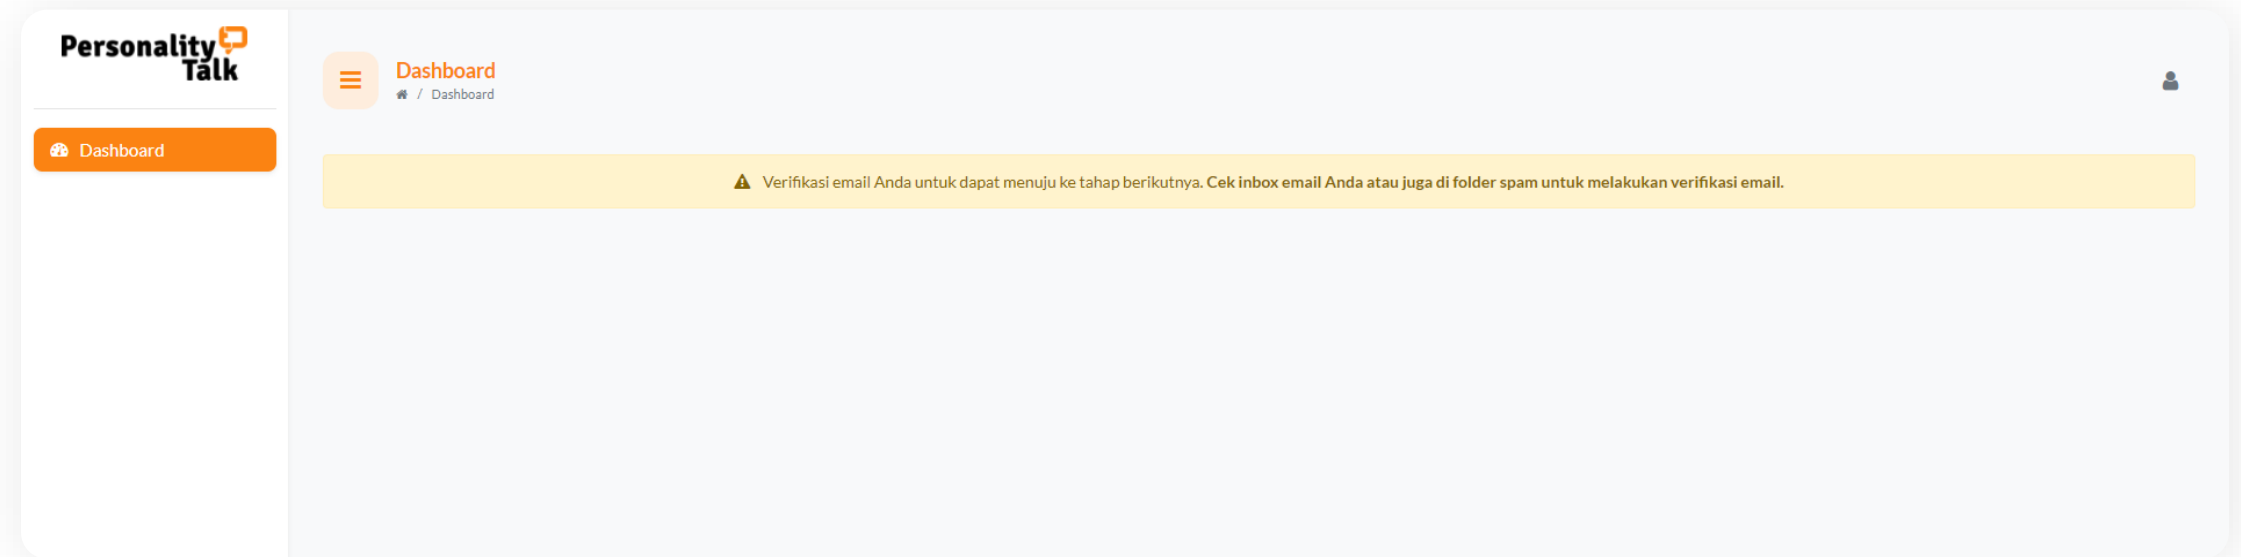 Personality
Talk
Dashboard
Dashboard
/ Dashboard
Verifikasi email Anda untuk dapat menuju ke tahap berikutnya. Cek inbox email Anda atau juga di folder spam untuk melakukan verifikasi email.